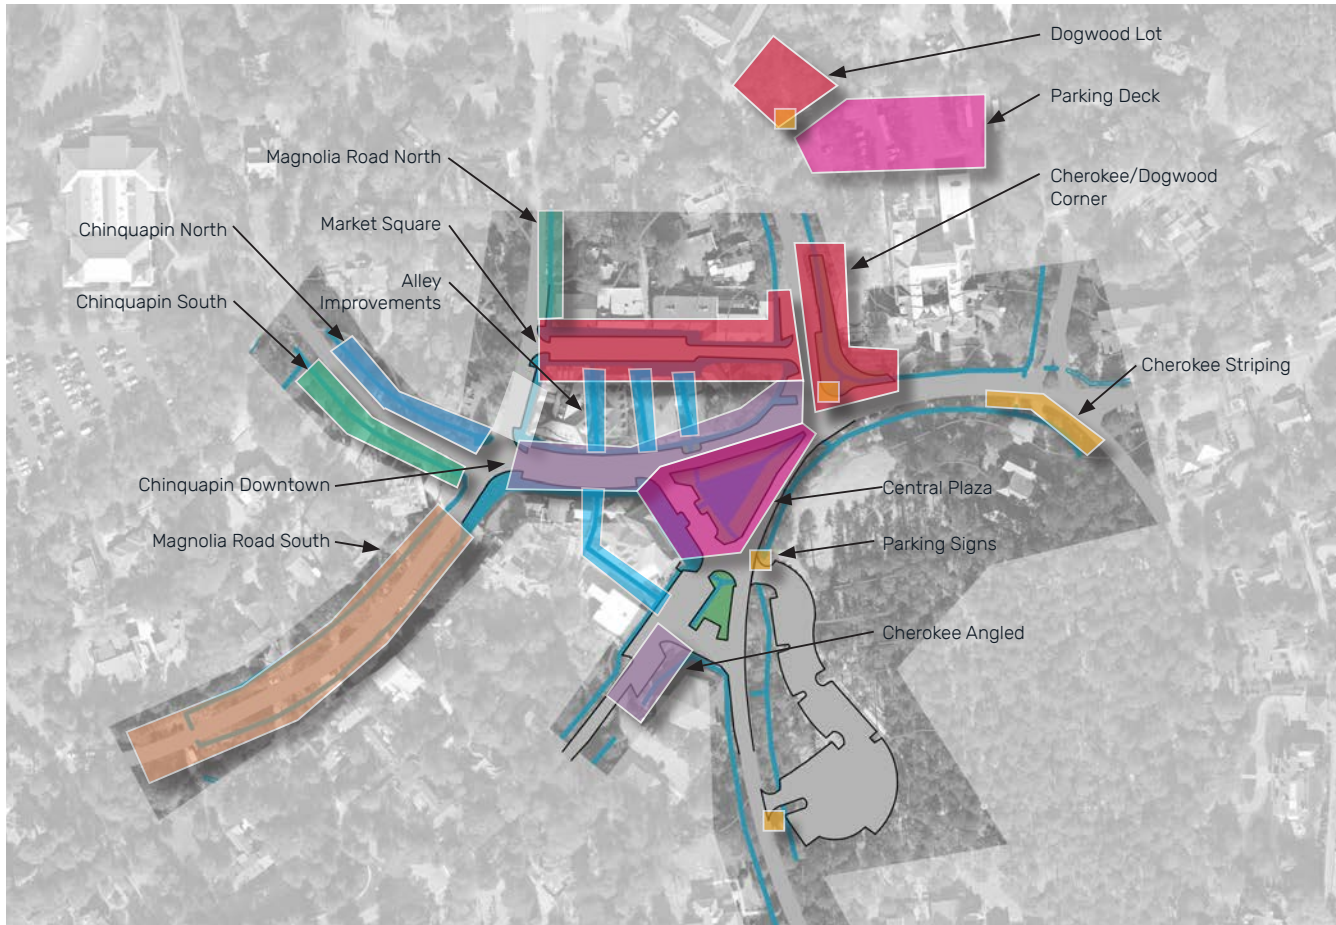 Dogwood Lot
Parking Deck
Magnolia Road North
Cherokee/Dogwood
Corner
Market Square
Chinquapin North
Alley
Improvements
Chinquapin South
Cherokee Striping
Chinquapin Downtown
Central Plaza
Magnolia Road South
Parking Signs
Cherokee Angled